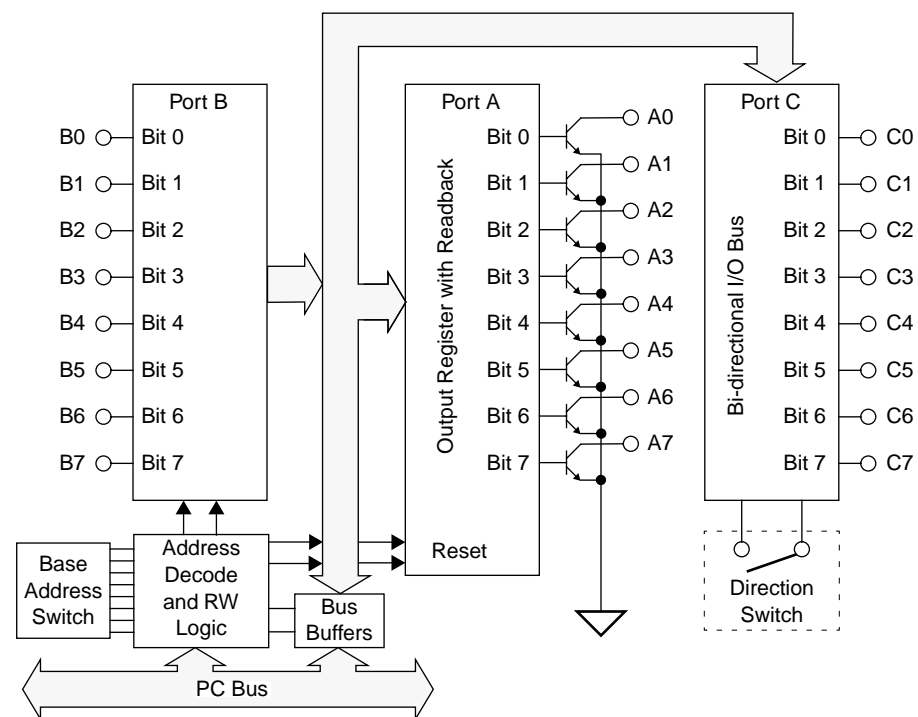 Port B
B0 Bit 0
B1 Bit 1
B2 Bit 2
B3 Bit 3
B4 Bit 4
B5 Bit 5
B6 Bit 6
B7 Bit 7
Port A
Output Register with Readback
Bit 0 A0
Bit 1 A1
Bit 2 A2
Bit 3 A3
Bit 4 A4
Bit 5 A5
Bit 6 A6
Bit 7 A7
Reset
Port C
Bi-directional I/O Bus
Bit 0 C0
Bit 1 C1
Bit 2 C2
Bit 3 C3
Bit 4 C4
Bit 5 C5
Bit 6 C6
Bit 7 C7
Base
Address
Switch
Address
Decode
and RW
Logic
Bus
Buffers
Direction
Switch
PC Bus